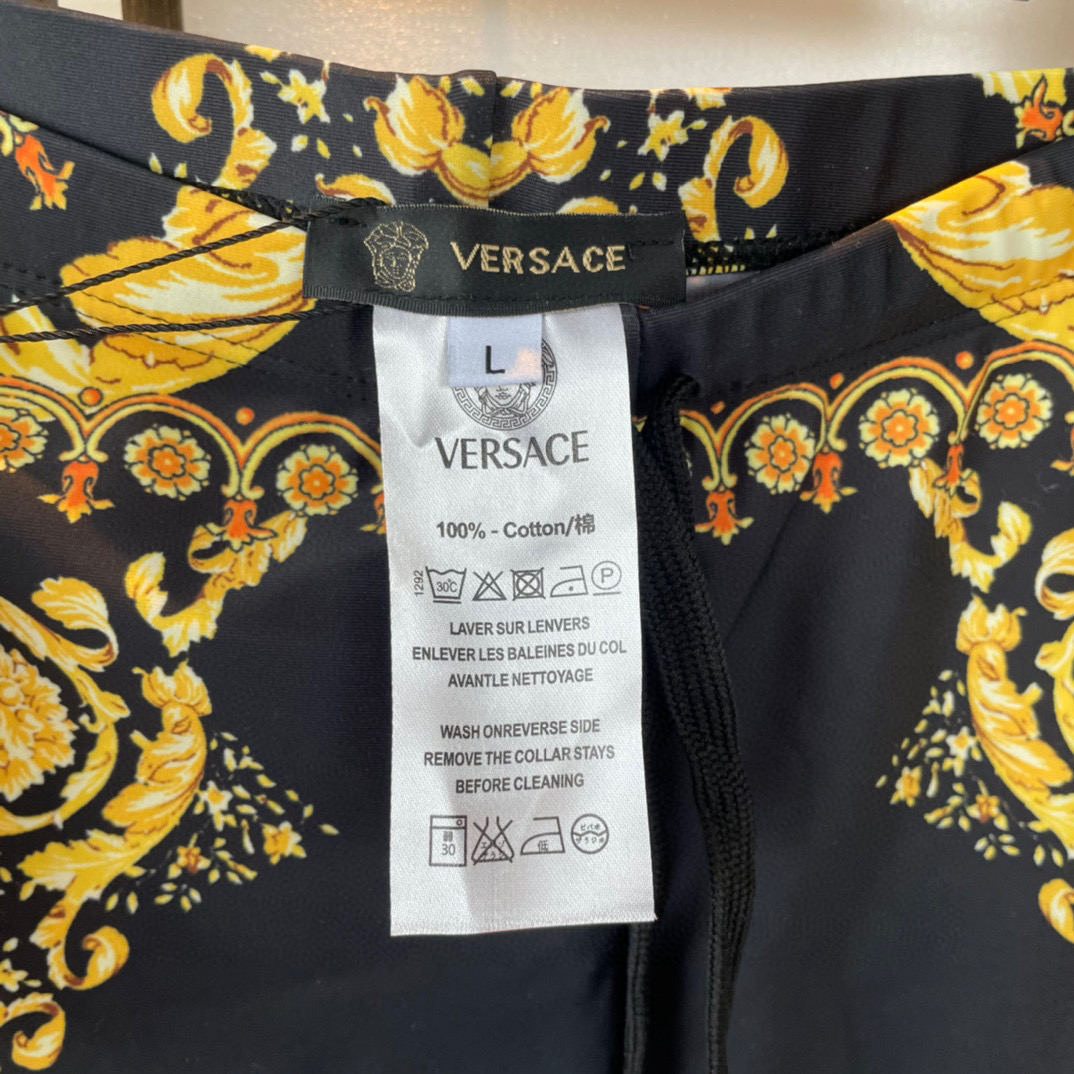 VERSACE
L
VERSACE
100% - Cotton/棉
1292
30℃ P
LAVER SUR LENVERS
ENLEVER LES BALEINES DU COL
AVANTLE NETTOYAGE
WASH ONREVERSE SIDE
REMOVE THE COLLAR STAYS
BEFORE CLEANING
弱 30 低